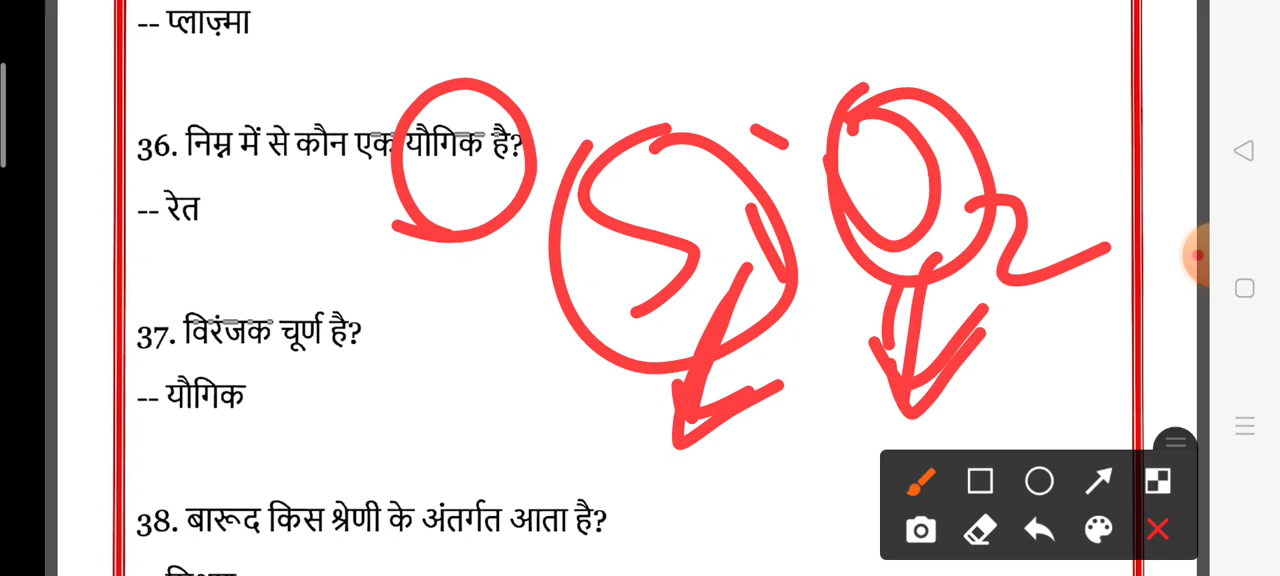 -- प्लाज़्मा
36. निम्न में से कौन एक यौगिक है?
-- रेत
Si O2
37. विरंजक चूर्ण है?
-- यौगिक
38. बारूद किस श्रेणी के अंतर्गत आता है?